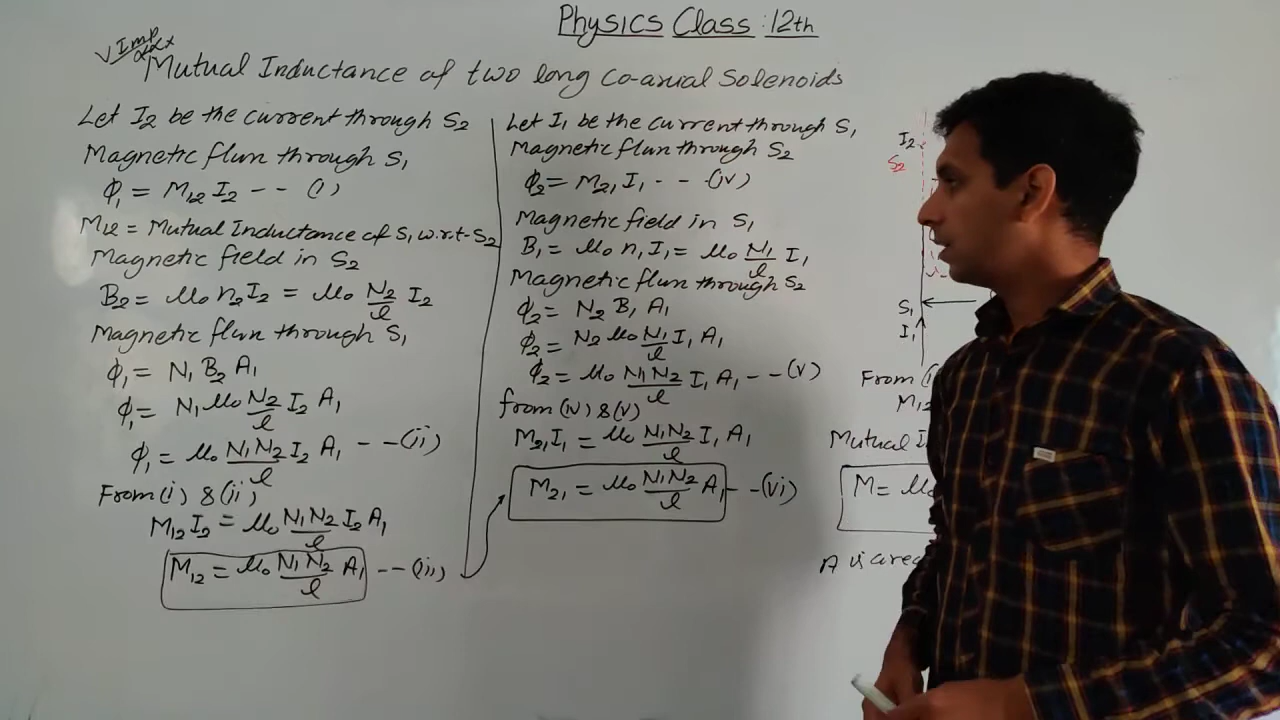 Physics Class : 12th
V Imp
Mutual Inductance of two long co-axial Solenoids
Let I₂ be the current through S₂
Magnetic flux through S₁
ϕ₁ = M₁₂ I₂ -- (i)
M₁₂ = Mutual Inductance of S₁ w.r.t S₂
Magnetic field in S₂
B₂ = μ₀ n₂ I₂ = μ₀ N₂/l I₂
Magnetic flux through S₁
ϕ₁ = N₁ B₂ A₁
ϕ₁ = N₁ μ₀ N₂/l I₂ A₁
ϕ₁ = μ₀ N₁N₂/l I₂ A₁ -- (ii)
From (i) & (ii)
M₁₂ I₂ = μ₀ N₁N₂/l I₂ A₁
M₁₂ = μ₀ N₁N₂/l A₁ -- (iii)
Let I₁ be the current through S₁
Magnetic flux through S₂
ϕ₂ = M₂₁ I₁ -- (iv)
Magnetic field in S₁
B₁ = μ₀ n₁ I₁ = μ₀ N₁/l I₁
Magnetic flux through S₂
ϕ₂ = N₂ B₁ A₁
ϕ₂ = N₂ μ₀ N₁/l I₁ A₁
ϕ₂ = μ₀ N₁N₂/l I₁ A₁ -- (v)
from (iv) & (v)
M₂₁ I₁ = μ₀ N₁N₂/l I₁ A₁
M₂₁ = μ₀ N₁N₂/l A₁ -- (vi)
I₂
S₂
S₁
I₁
From (
M₁₂
Mutual I
M = μ₀
A is area